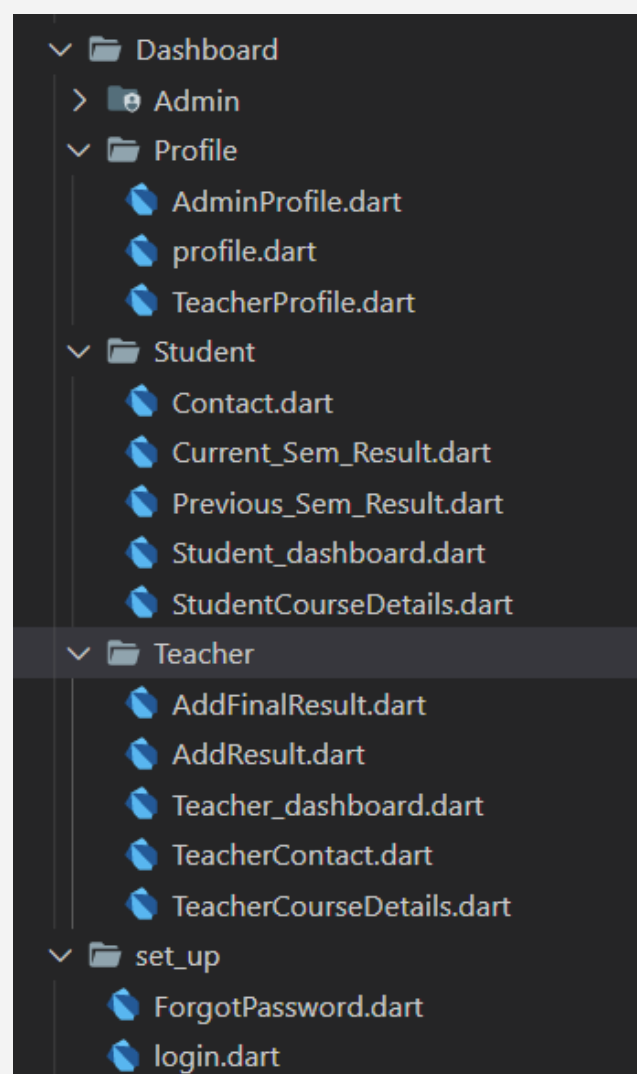 Dashboard
Admin
Profile
AdminProfile.dart
profile.dart
TeacherProfile.dart
Student
Contact.dart
Current_Sem_Result.dart
Previous_Sem_Result.dart
Student_dashboard.dart
StudentCourseDetails.dart
Teacher
AddFinalResult.dart
AddResult.dart
Teacher_dashboard.dart
TeacherContact.dart
TeacherCourseDetails.dart
set_up
ForgotPassword.dart
login.dart